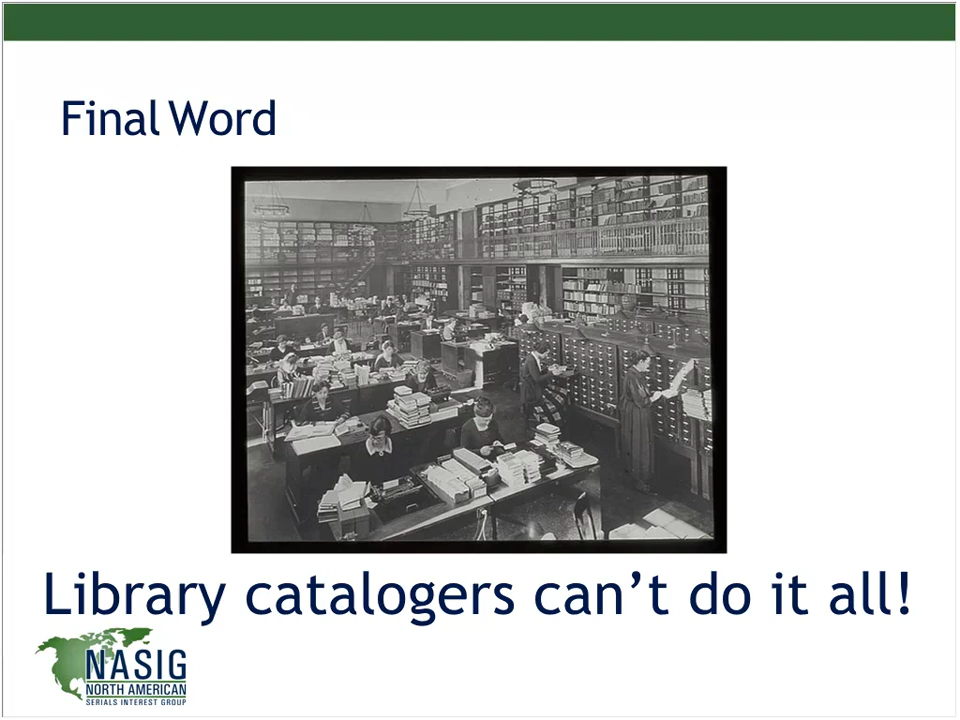 Final Word
Library catalogers can’t do it all!
NASIG
NORTH AMERICAN
SERIALS INTEREST GROUP